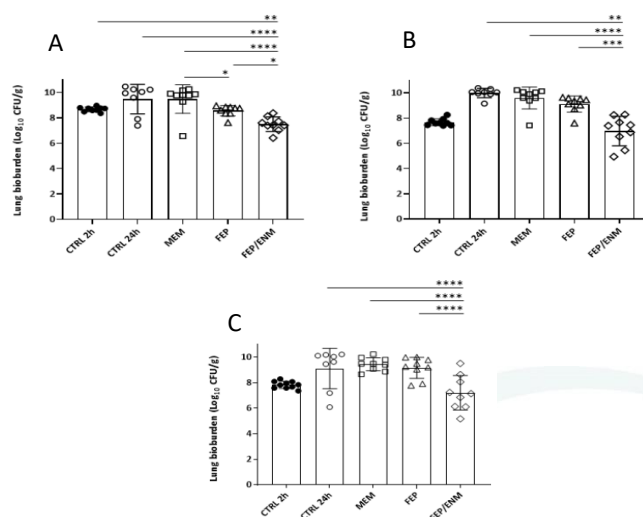 A
**
****
****
*
*
Lung bioburden (Log10 CFU/g)
10
8
6
4
2
0
CTRL 2h
CTRL 24h
MEM
FEP
FEP/ENM
B
**
****
***
Lung bioburden (Log10 CFU/g)
10
8
6
4
2
0
CTRL 2h
CTRL 24h
MEM
FEP
FEP/ENM
C
****
****
****
Lung bioburden (Log10 CFU/g)
10
8
6
4
2
0
CTRL 2h
CTRL 24h
MEM
FEP
FEP/ENM